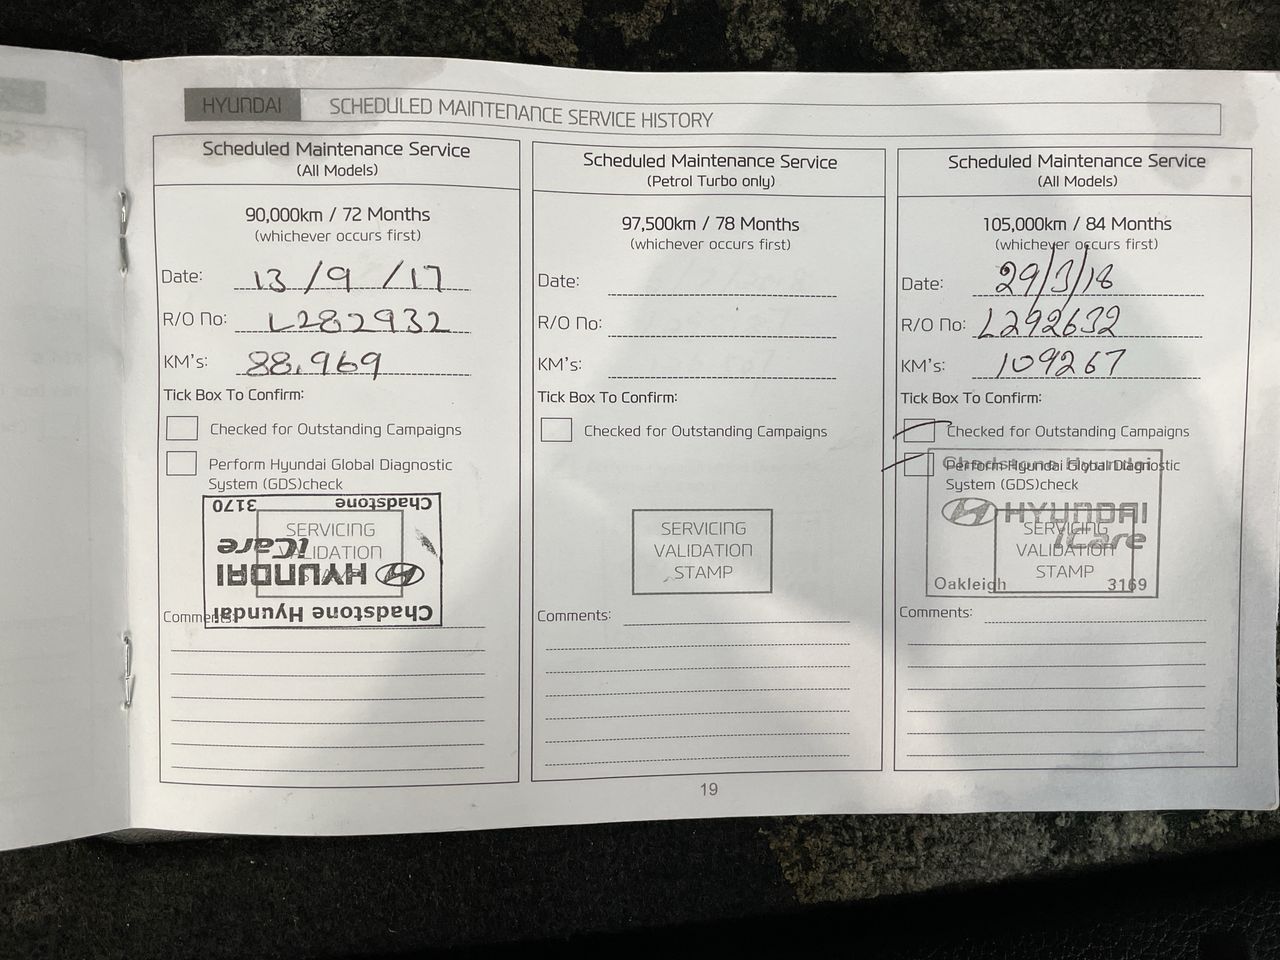 HYUNDAI SCHEDULED MAINTENANCE SERVICE HISTORY
Scheduled Maintenance Service
(All Models)
90,000km / 72 Months
(whichever occurs first)
Date: 13/9/17
R/O No: L282932
KM's: 88,969
Tick Box To Confirm:
Checked for Outstanding Campaigns
Perform Hyundai Global Diagnostic
System (GDS)check
SERVICING
VALIDATION
STAMP
Chadstone Hyundai
HYUNDAI
iCare
Chadstone 3170
Comments:
Scheduled Maintenance Service
(Petrol Turbo only)
97,500km / 78 Months
(whichever occurs first)
Date:
R/O No:
KM's:
Tick Box To Confirm:
Checked for Outstanding Campaigns
SERVICING
VALIDATION
STAMP
Comments:
Scheduled Maintenance Service
(All Models)
105,000km / 84 Months
(whichever occurs first)
Date: 29/3/18
R/O No: L292632
KM's: 109267
Tick Box To Confirm:
Checked for Outstanding Campaigns
Perform Hyundai Global Diagnostic
System (GDS)check
Chadstone Hyundai
HYUNDAI
iCare
SERVICING
VALIDATION
STAMP
Oakleigh 3169
Comments:
19